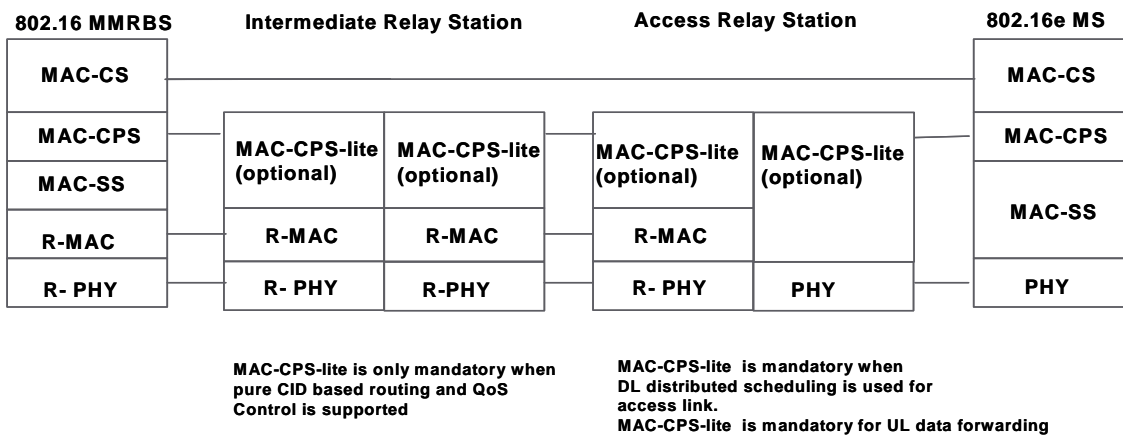 802.16 MMRBS
Intermediate Relay Station
Access Relay Station
802.16e MS
MAC-CS
MAC-CS
MAC-CPS
MAC-CPS-lite
(optional)
MAC-CPS-lite
(optional)
MAC-CPS-lite
(optional)
MAC-CPS-lite
(optional)
MAC-CPS
MAC-SS
MAC-SS
R-MAC
R-MAC
R-MAC
R-MAC
R- PHY
R- PHY
R-PHY
R- PHY
PHY
PHY
MAC-CPS-lite is only mandatory when
pure CID based routing and QoS
Control is supported
MAC-CPS-lite is mandatory when
DL distributed scheduling is used for
access link.
MAC-CPS-lite is mandatory for UL data forwarding